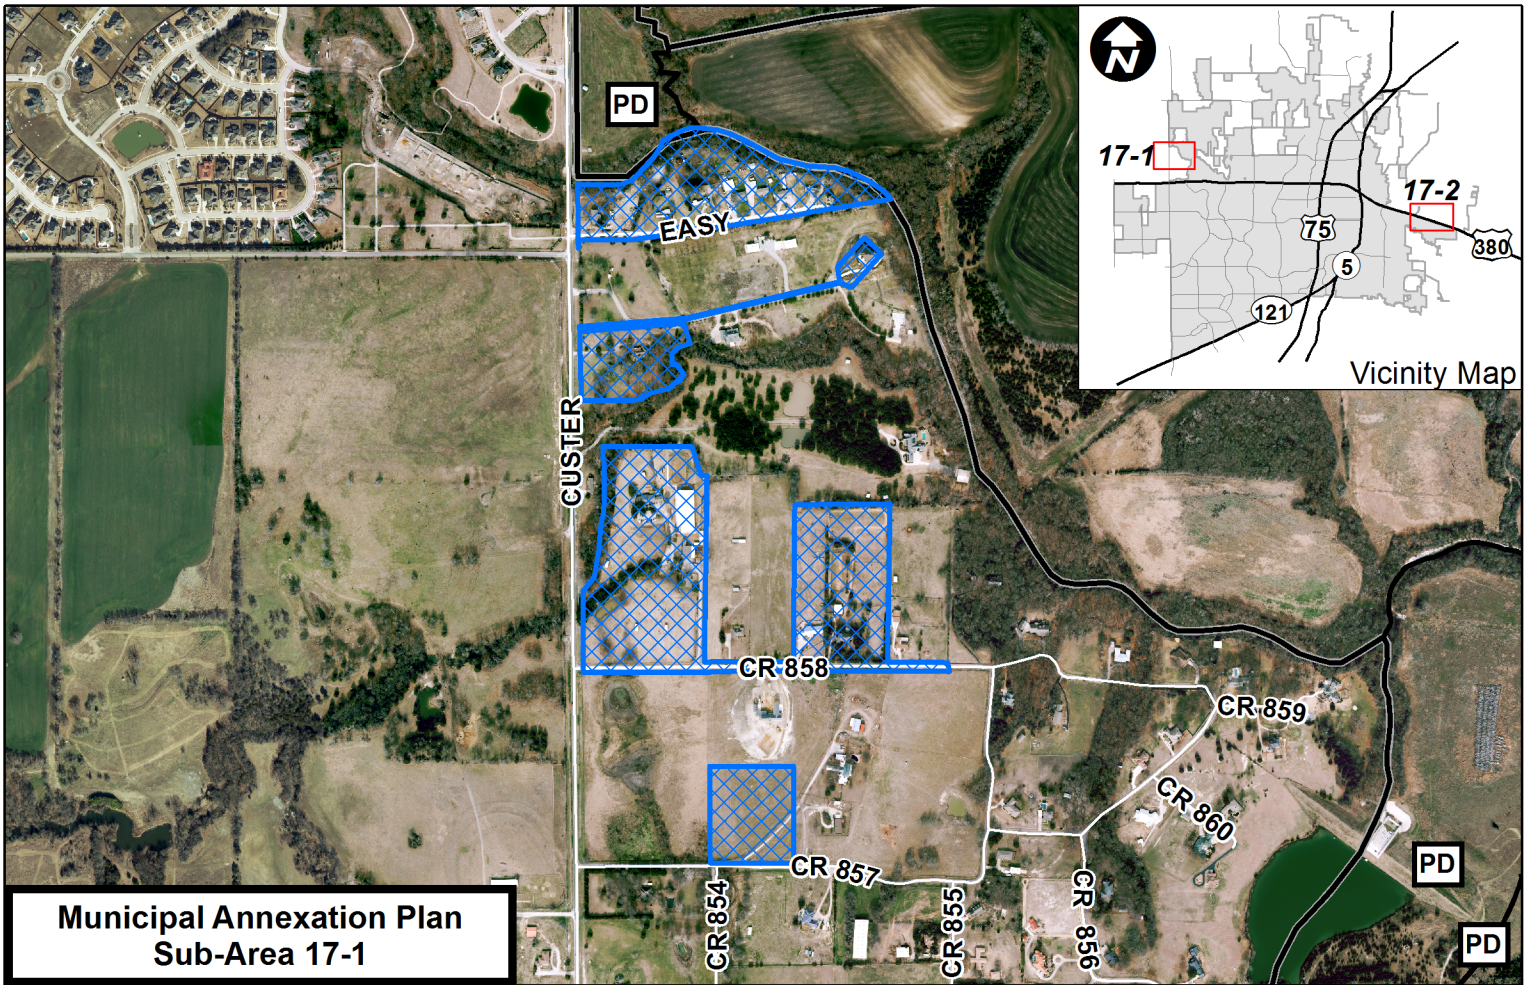 PD
N
17-1
17-2
75
380
5
121
Vicinity Map
EASY
CUSTER
CR 858
CR 859
CR 860
CR 857
CR 854
CR 855
CR 856
PD
PD
Municipal Annexation Plan
Sub-Area 17-1